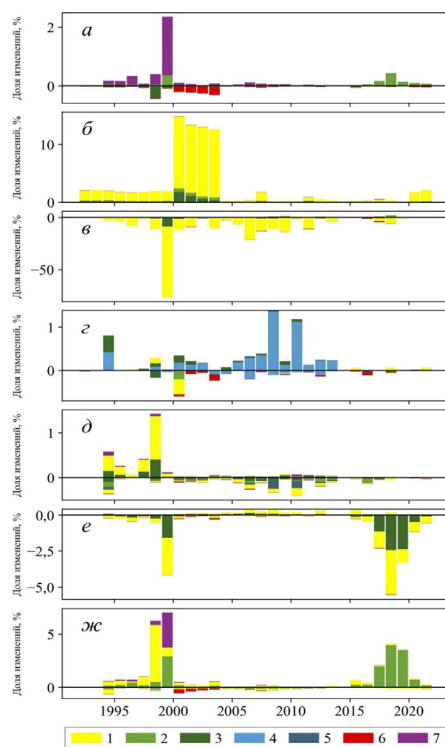 Доля изменений, %
2
0
а
Доля изменений, %
10
0
б
Доля изменений, %
0
−50
в
Доля изменений, %
1
0
г
Доля изменений, %
1
0
д
Доля изменений, %
0,0
−2,5
−5,0
е
Доля изменений, %
5
0
ж
1995 2000 2005 2010 2015 2020
1 2 3 4 5 6 7